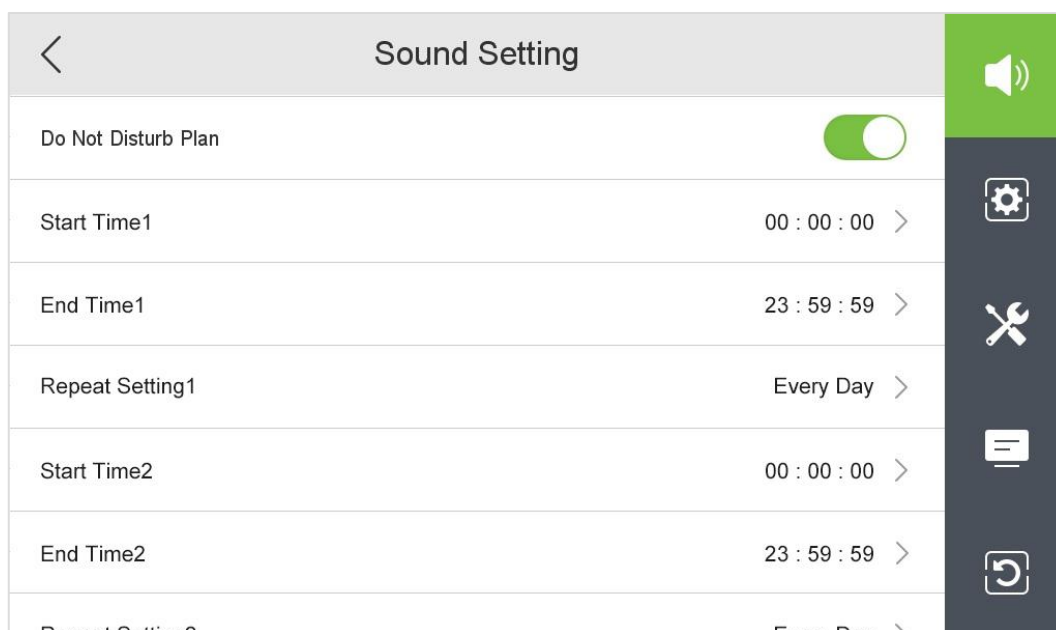 Sound Setting
Do Not Disturb Plan
Start Time1 00 : 00 : 00
End Time1 23 : 59 : 59
Repeat Setting1 Every Day
Start Time2 00 : 00 : 00
End Time2 23 : 59 : 59